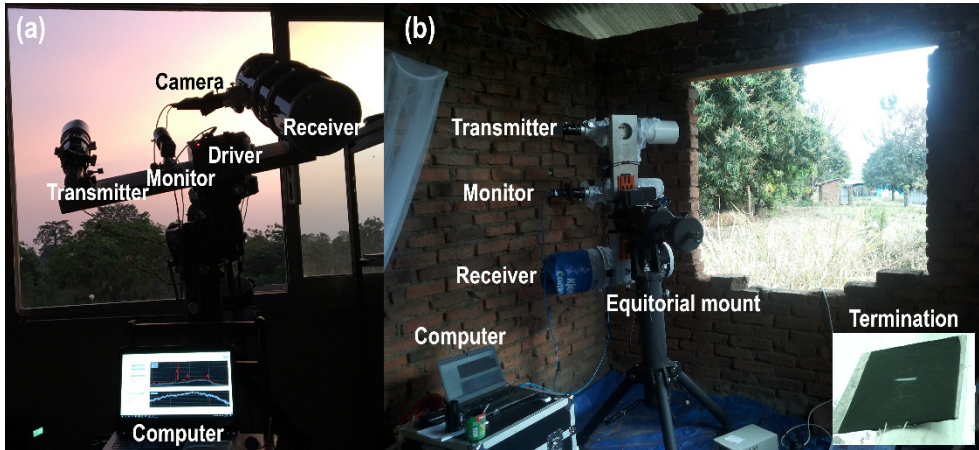 (a)
Camera
Receiver
Driver
Monitor
Transmitter
Computer
(b)
Transmitter
Monitor
Receiver
Equitorial mount
Computer
Termination